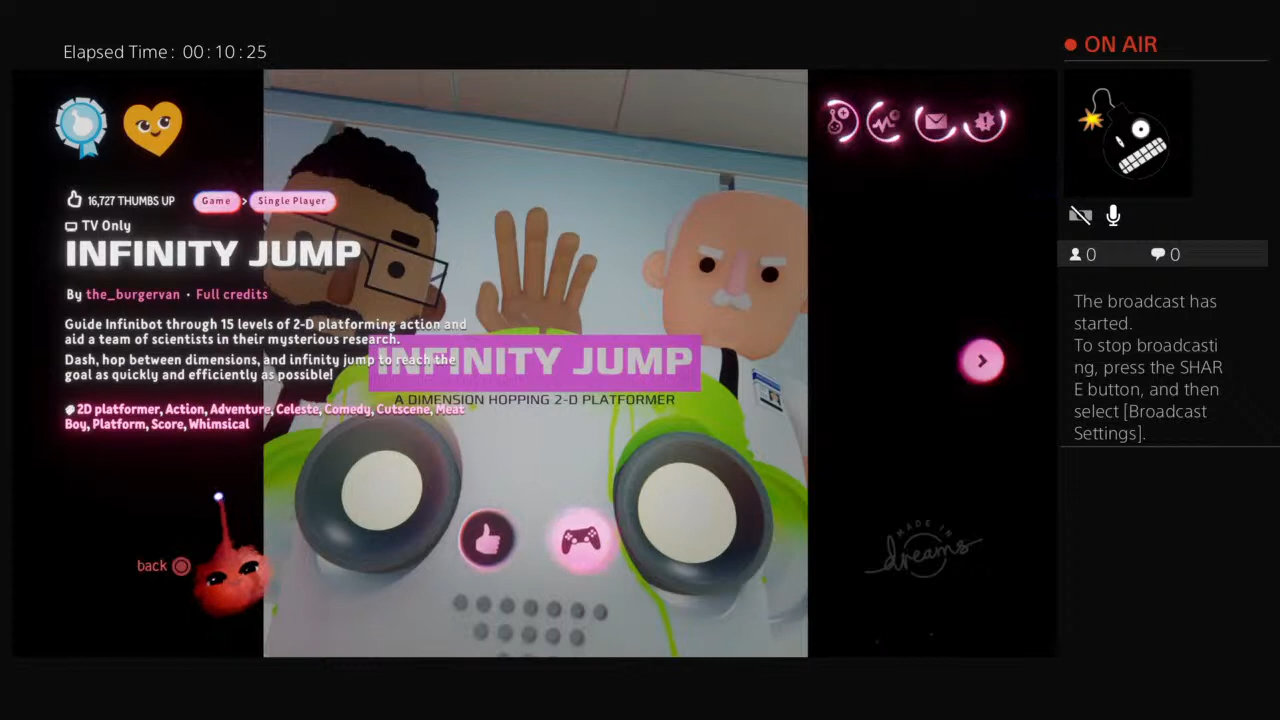 Elapsed Time: 00:10:25
ON AIR
16,727 THUMBS UP
Game > Single Player
TV Only
INFINITY JUMP
By the_burgervan · Full credits
Guide Infinibot through 15 levels of 2-D platforming action and
aid a team of scientists in their mysterious research.
Dash, hop between dimensions, and infinity jump to reach the
goal as quickly and efficiently as possible!
2D platformer, Action, Adventure, Celeste, Comedy, Cutscene, Meat
Boy, Platform, Score, Whimsical
INFINITY JUMP
A DIMENSION HOPPING 2-D PLATFORMER
back
MADE IN
dreams
0
0
The broadcast has
started.
To stop broadcasti
ng, press the SHAR
E button, and then
select [Broadcast
Settings].